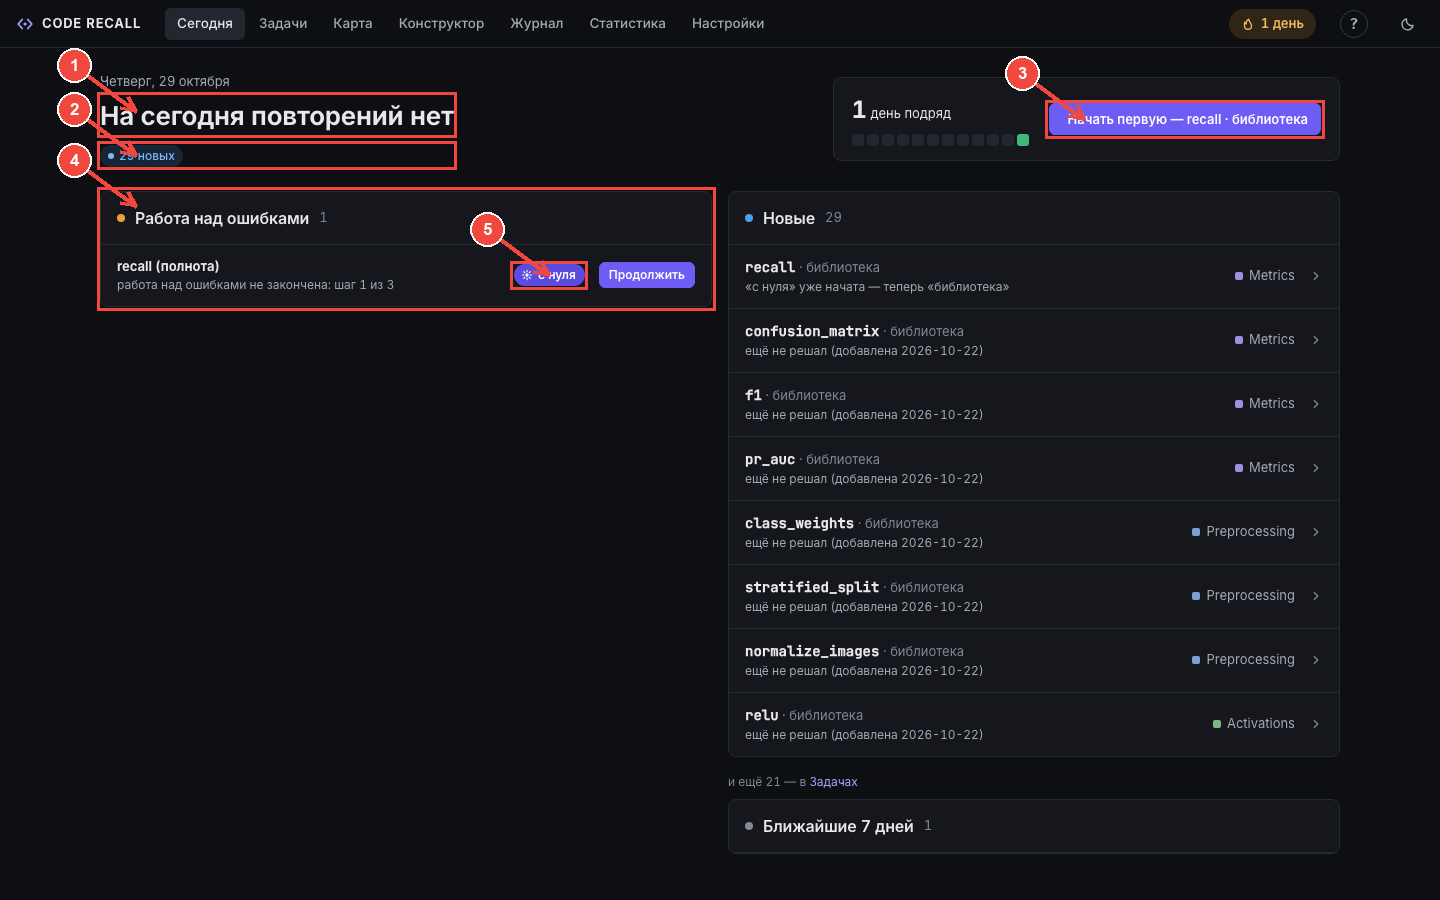 CODE RECALL
Сегодня
Задачи
Карта
Конструктор
Журнал
Статистика
Настройки
1 день
?
1
Четверг, 29 октября
2
На сегодня повторений нет
4
29 новых
3
1 день подряд
Начать первую — recall · библиотека
Работа над ошибками 1
5
recall (полнота)
работа над ошибками не закончена: шаг 1 из 3
с нуля
Продолжить
Новые 29
recall · библиотека
«с нуля» уже начата — теперь «библиотека»
Metrics
confusion_matrix · библиотека
ещё не решал (добавлена 2026-10-22)
Metrics
f1 · библиотека
ещё не решал (добавлена 2026-10-22)
Metrics
pr_auc · библиотека
ещё не решал (добавлена 2026-10-22)
Metrics
class_weights · библиотека
ещё не решал (добавлена 2026-10-22)
Preprocessing
stratified_split · библиотека
ещё не решал (добавлена 2026-10-22)
Preprocessing
normalize_images · библиотека
ещё не решал (добавлена 2026-10-22)
Preprocessing
relu · библиотека
ещё не решал (добавлена 2026-10-22)
Activations
и ещё 21 — в Задачах
Ближайшие 7 дней 1